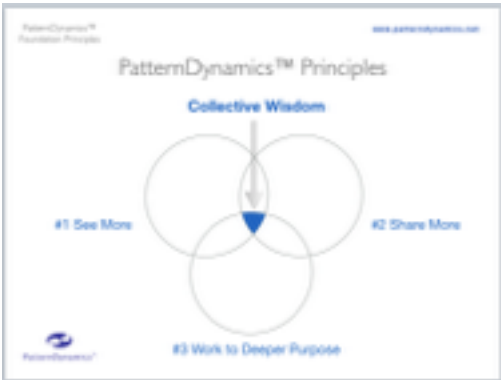 PatternDynamics™
Foundation Principles
www.patterndynamics.net
PatternDynamics™ Principles
Collective Wisdom
#1 See More
#2 Share More
#3 Work to Deeper Purpose
PatternDynamics™